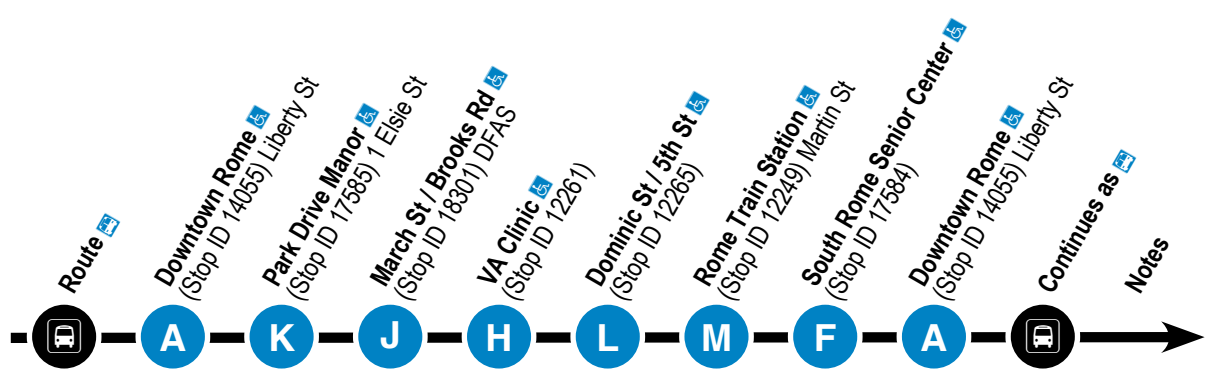 Route
Downtown Rome
(Stop ID 14055) Liberty St
Park Drive Manor
(Stop ID 17585) 1 Elsie St
March St / Brooks Rd
(Stop ID 18301) DFAS
VA Clinic
(Stop ID 12261)
Dominic St / 5th St
(Stop ID 12265)
Rome Train Station
(Stop ID 12249) Martin St
South Rome Senior Center
(Stop ID 17584)
Downtown Rome
(Stop ID 14055) Liberty St
Continues as
Notes
A K J H L M F A